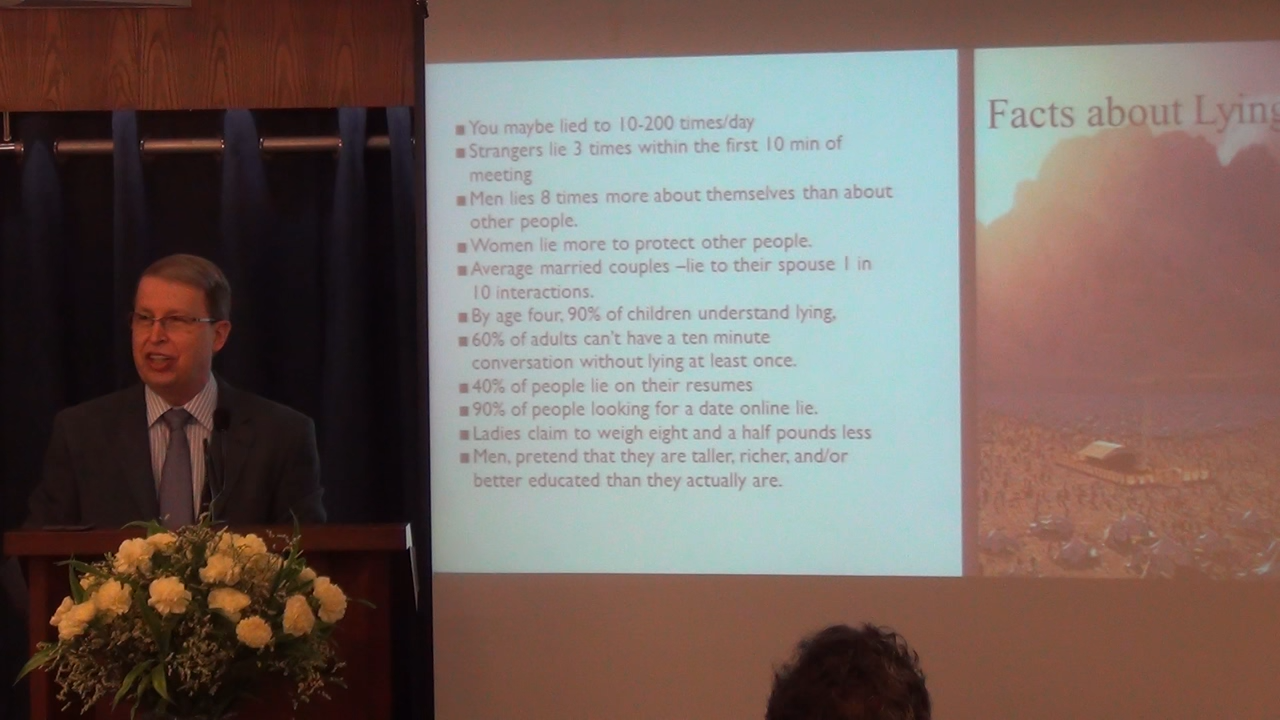 ■ You maybe lied to 10-200 times/day
■ Strangers lie 3 times within the first 10 min of
meeting
■ Men lies 8 times more about themselves than about
other people.
■ Women lie more to protect other people.
■ Average married couples –lie to their spouse 1 in
10 interactions.
■ By age four, 90% of children understand lying,
■ 60% of adults can't have a ten minute
conversation without lying at least once.
■ 40% of people lie on their resumes
■ 90% of people looking for a date online lie.
■ Ladies claim to weigh eight and a half pounds less
■ Men, pretend that they are taller, richer, and/or
better educated than they actually are.
Facts about Lying